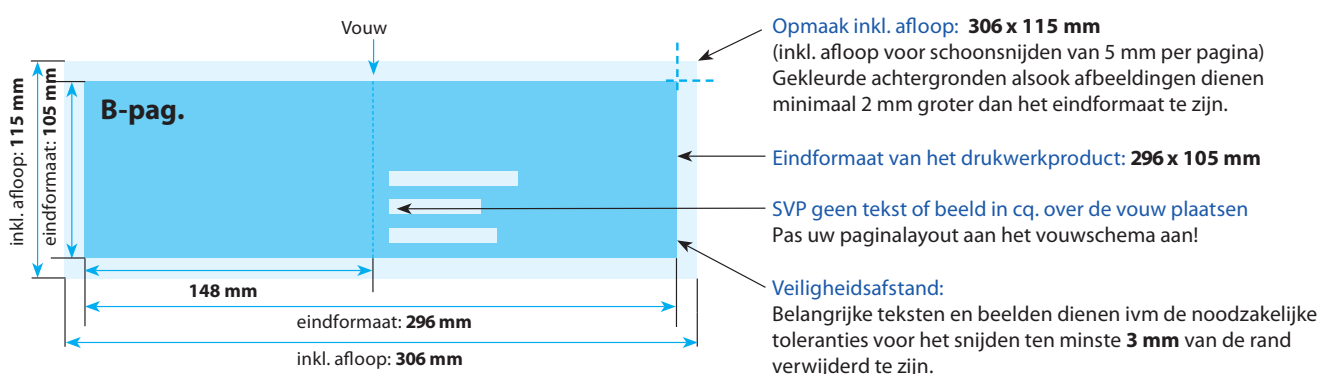 Vouw
B-pag.
inkl. afloop: 115 mm
eindformaat: 105 mm
148 mm
eindformaat: 296 mm
inkl. afloop: 306 mm
Opmaak inkl. afloop: 306 x 115 mm
(inkl. afloop voor schoonsnijden van 5 mm per pagina)
Gekleurde achtergronden alsook afbeeldingen dienen
minimaal 2 mm groter dan het eindformaat te zijn.
Eindformaat van het drukwerkproduct: 296 x 105 mm
SVP geen tekst of beeld in cq. over de vouw plaatsen
Pas uw paginalayout aan het vouwschema aan!
Veiligheidsafstand:
Belangrijke teksten en beelden dienen ivm de noodzakelijke
toleranties voor het snijden ten minste 3 mm van de rand
verwijderd te zijn.